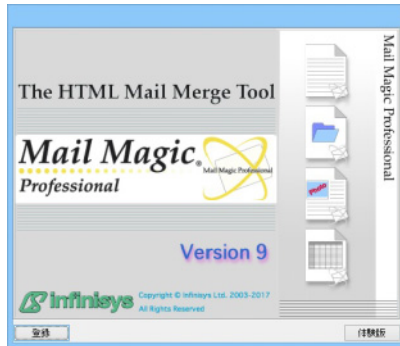 The HTML Mail Merge Tool
Mail Magic®
Professional
Mail Magic Professional
Version 9
infinisys
Copyright © Infinisys Ltd. 2003-2017
All Rights Reserved
Mail Magic Professional
Photo
登録
体験版